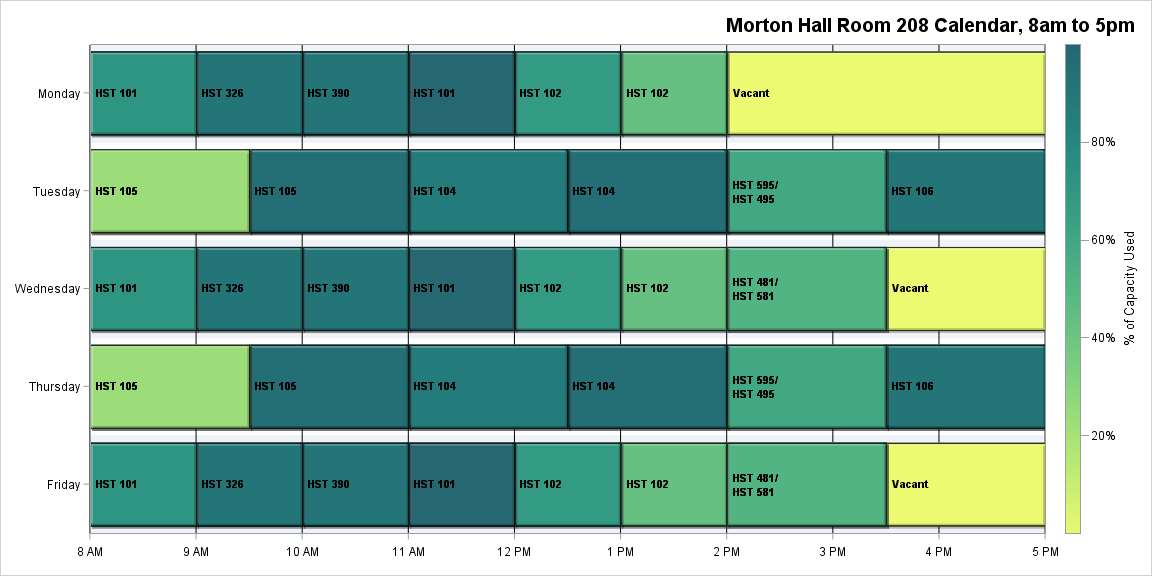 Morton Hall Room 208 Calendar, 8am to 5pm
Monday
HST 101
HST 326
HST 390
HST 101
HST 102
HST 102
Vacant
Tuesday
HST 105
HST 105
HST 104
HST 104
HST 595/
HST 495
HST 106
Wednesday
HST 101
HST 326
HST 390
HST 101
HST 102
HST 102
HST 481/
HST 581
Vacant
Thursday
HST 105
HST 105
HST 104
HST 104
HST 595/
HST 495
HST 106
Friday
HST 101
HST 326
HST 390
HST 101
HST 102
HST 102
HST 481/
HST 581
Vacant
8 AM
9 AM
10 AM
11 AM
12 PM
1 PM
2 PM
3 PM
4 PM
5 PM
80%
60%
40%
20%
% of Capacity Used